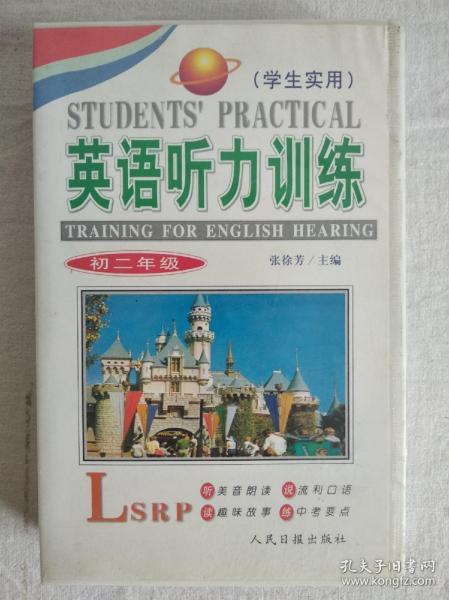 (学生实用)
STUDENTS' PRACTICAL
英语听力训练
TRAINING FOR ENGLISH HEARING
初二年级
张徐芳/主编
LSRP
听美音朗读 说流利口语
读趣味故事 练中考要点
人民日报出版社
孔夫子旧书网
www.kongfz.com